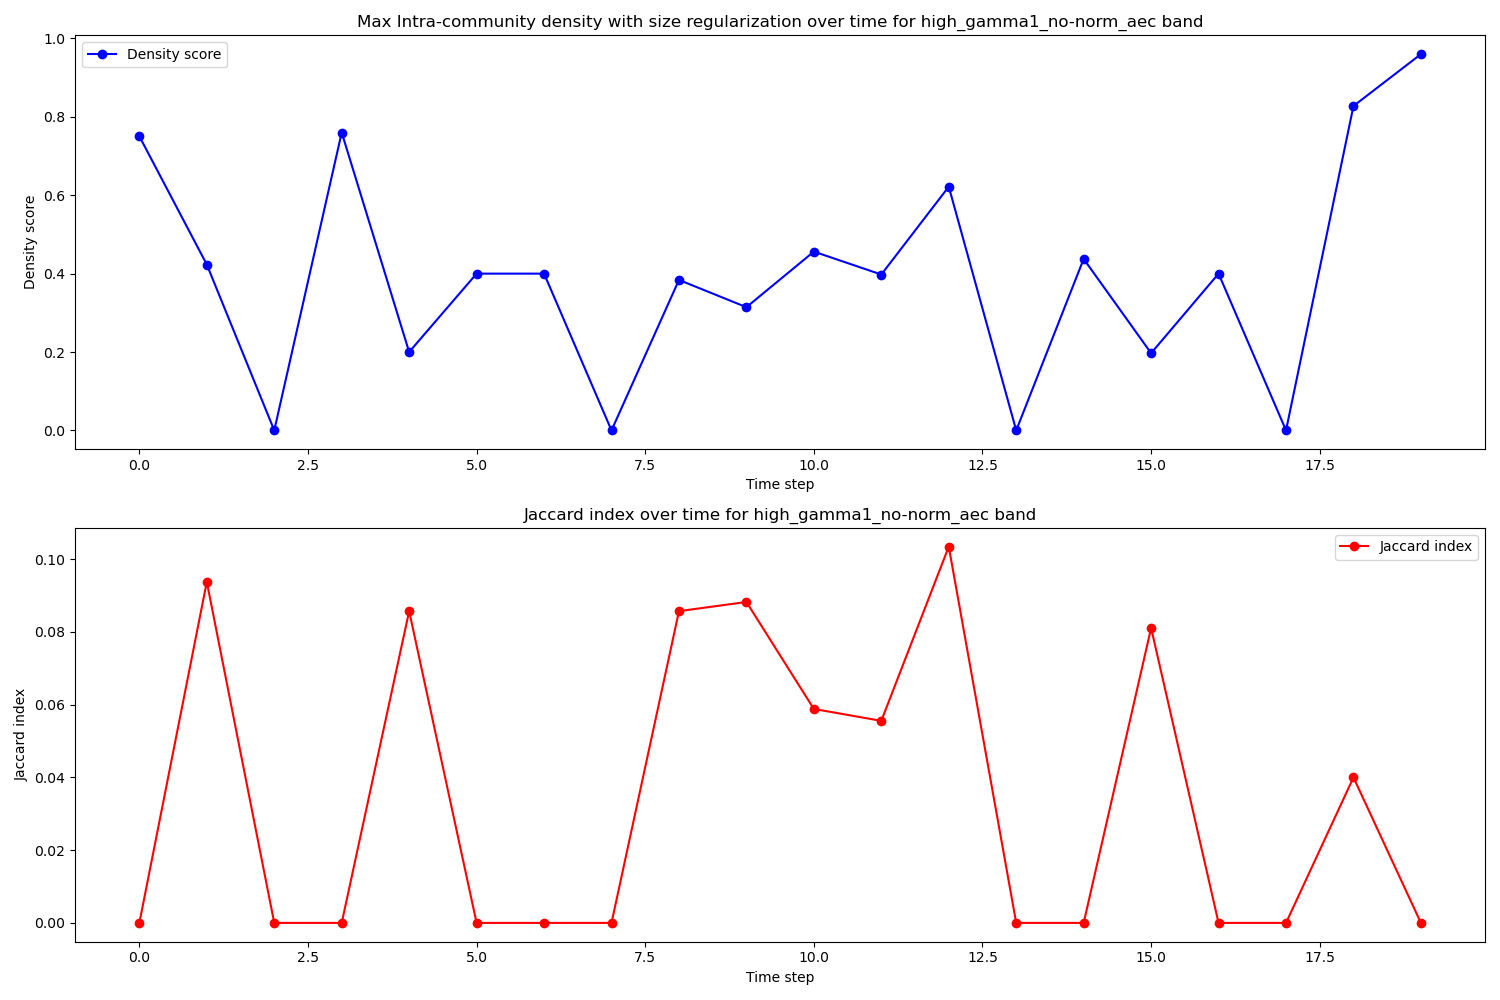 Max Intra-community density with size regularization over time for high_gamma1_no-norm_aec band
Density score
1.0
0.8
0.6
0.4
0.2
0.0
Density score
0.0 2.5 5.0 7.5 10.0 12.5 15.0 17.5
Time step
Jaccard index over time for high_gamma1_no-norm_aec band
Jaccard index
0.10
0.08
0.06
0.04
0.02
0.00
Jaccard index
0.0 2.5 5.0 7.5 10.0 12.5 15.0 17.5
Time step